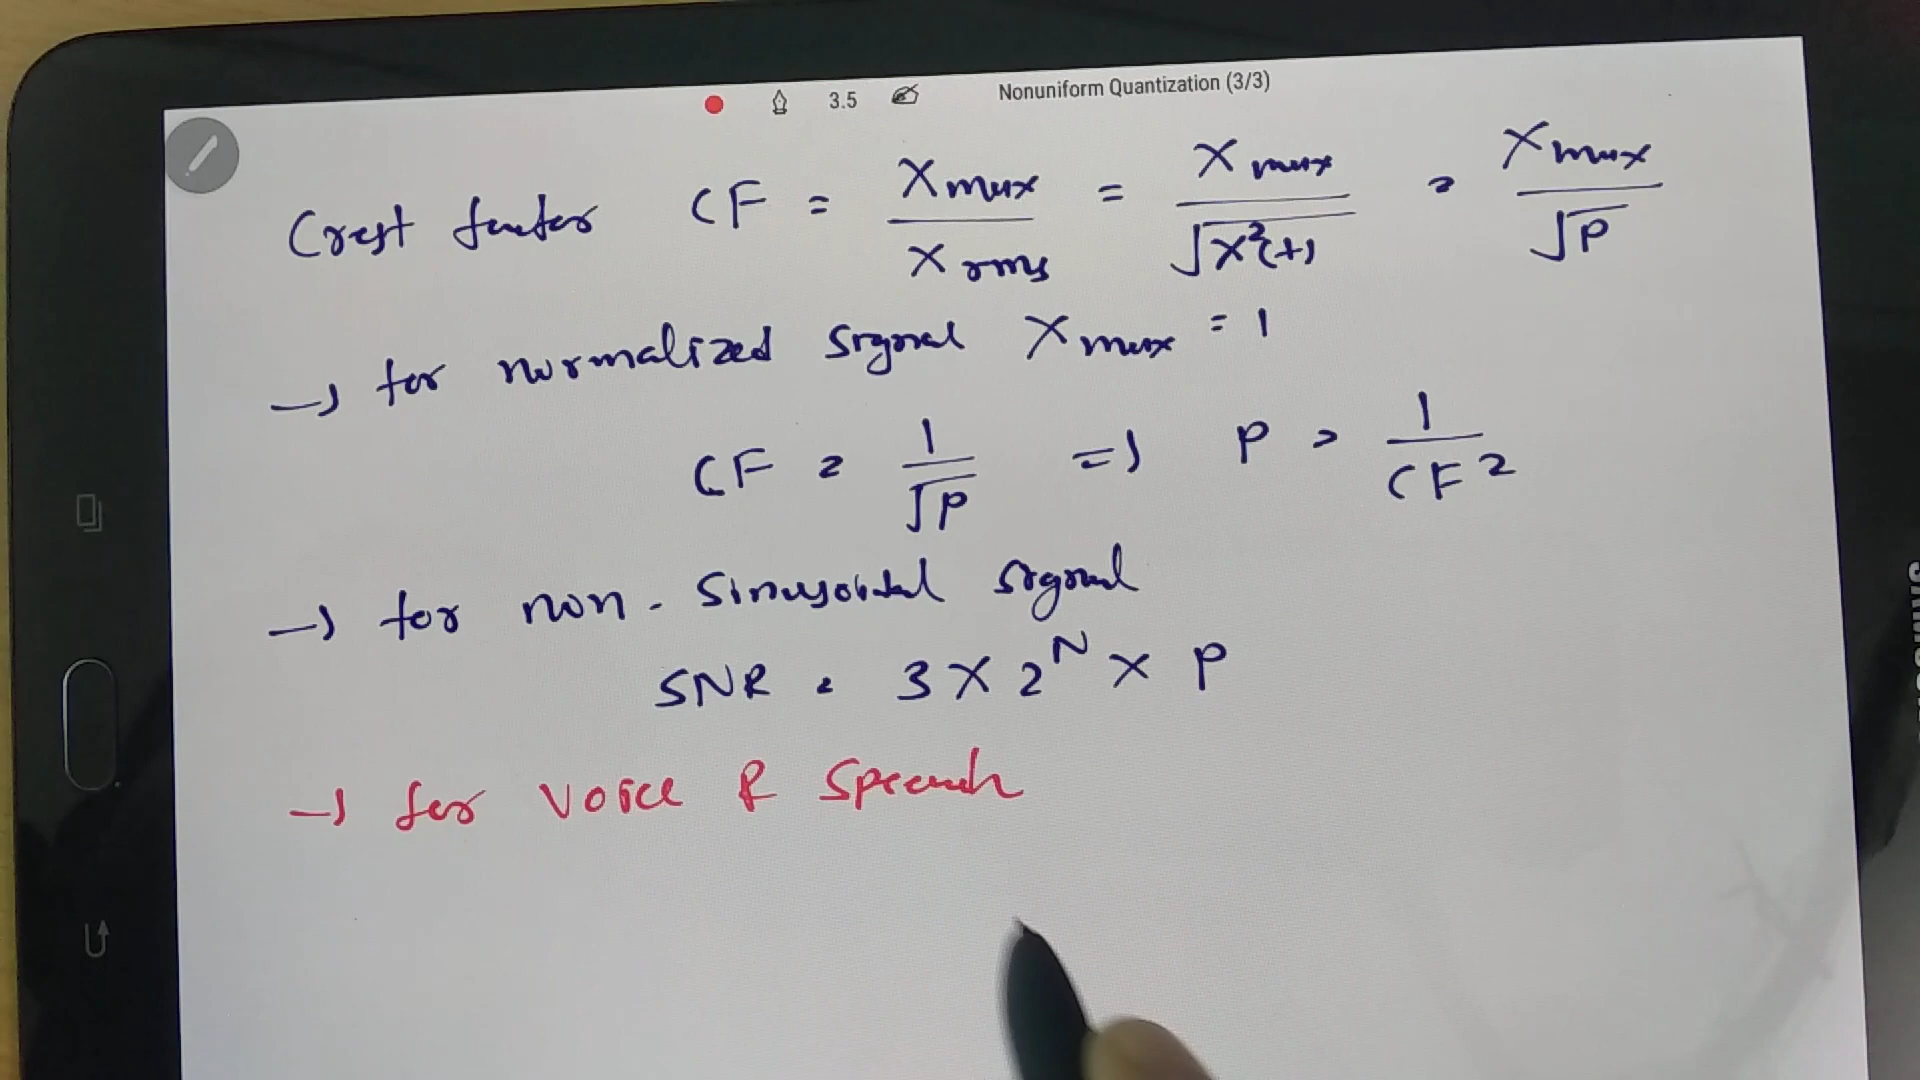 3.5 Nonuniform Quantization (3/3)
Crest factor CF = Xmax / Xrms = Xmax / √X²(t) = Xmax / √P
→ for normalized signal Xmax = 1
CF = 1 / √P => P = 1 / CF²
→ for non-sinusoidal signal
SNR = 3 X 2^N X P
→ for voice & speech